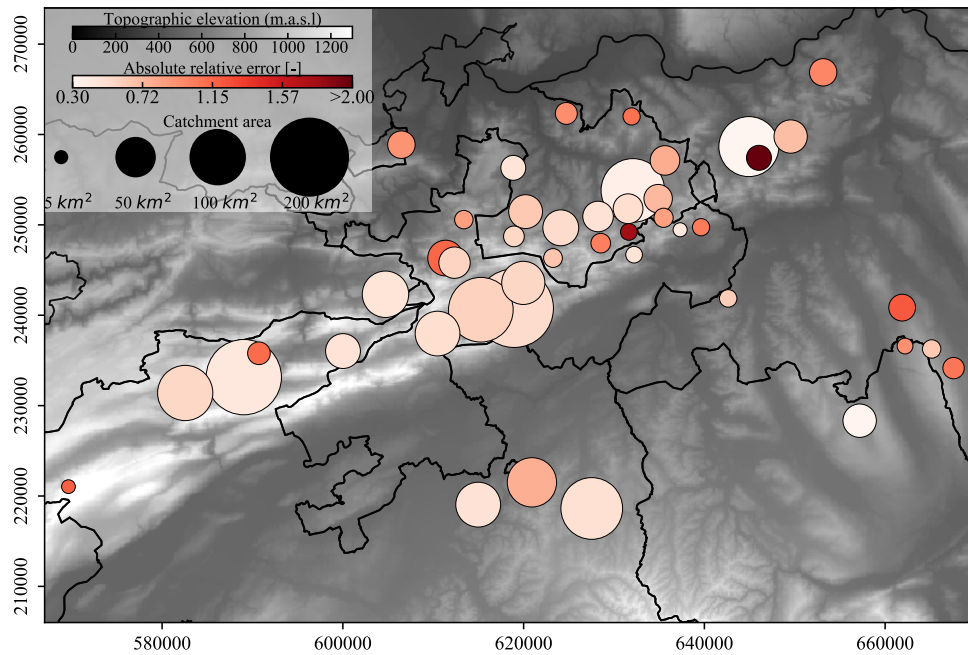 Topographic elevation (m.a.s.l)
0 200 400 600 800 1000 1200
Absolute relative error [-]
0.30 0.72 1.15 1.57 >2.00
Catchment area
5 km² 50 km² 100 km² 200 km²
270000
260000
250000
240000
230000
220000
210000
580000 600000 620000 640000 660000